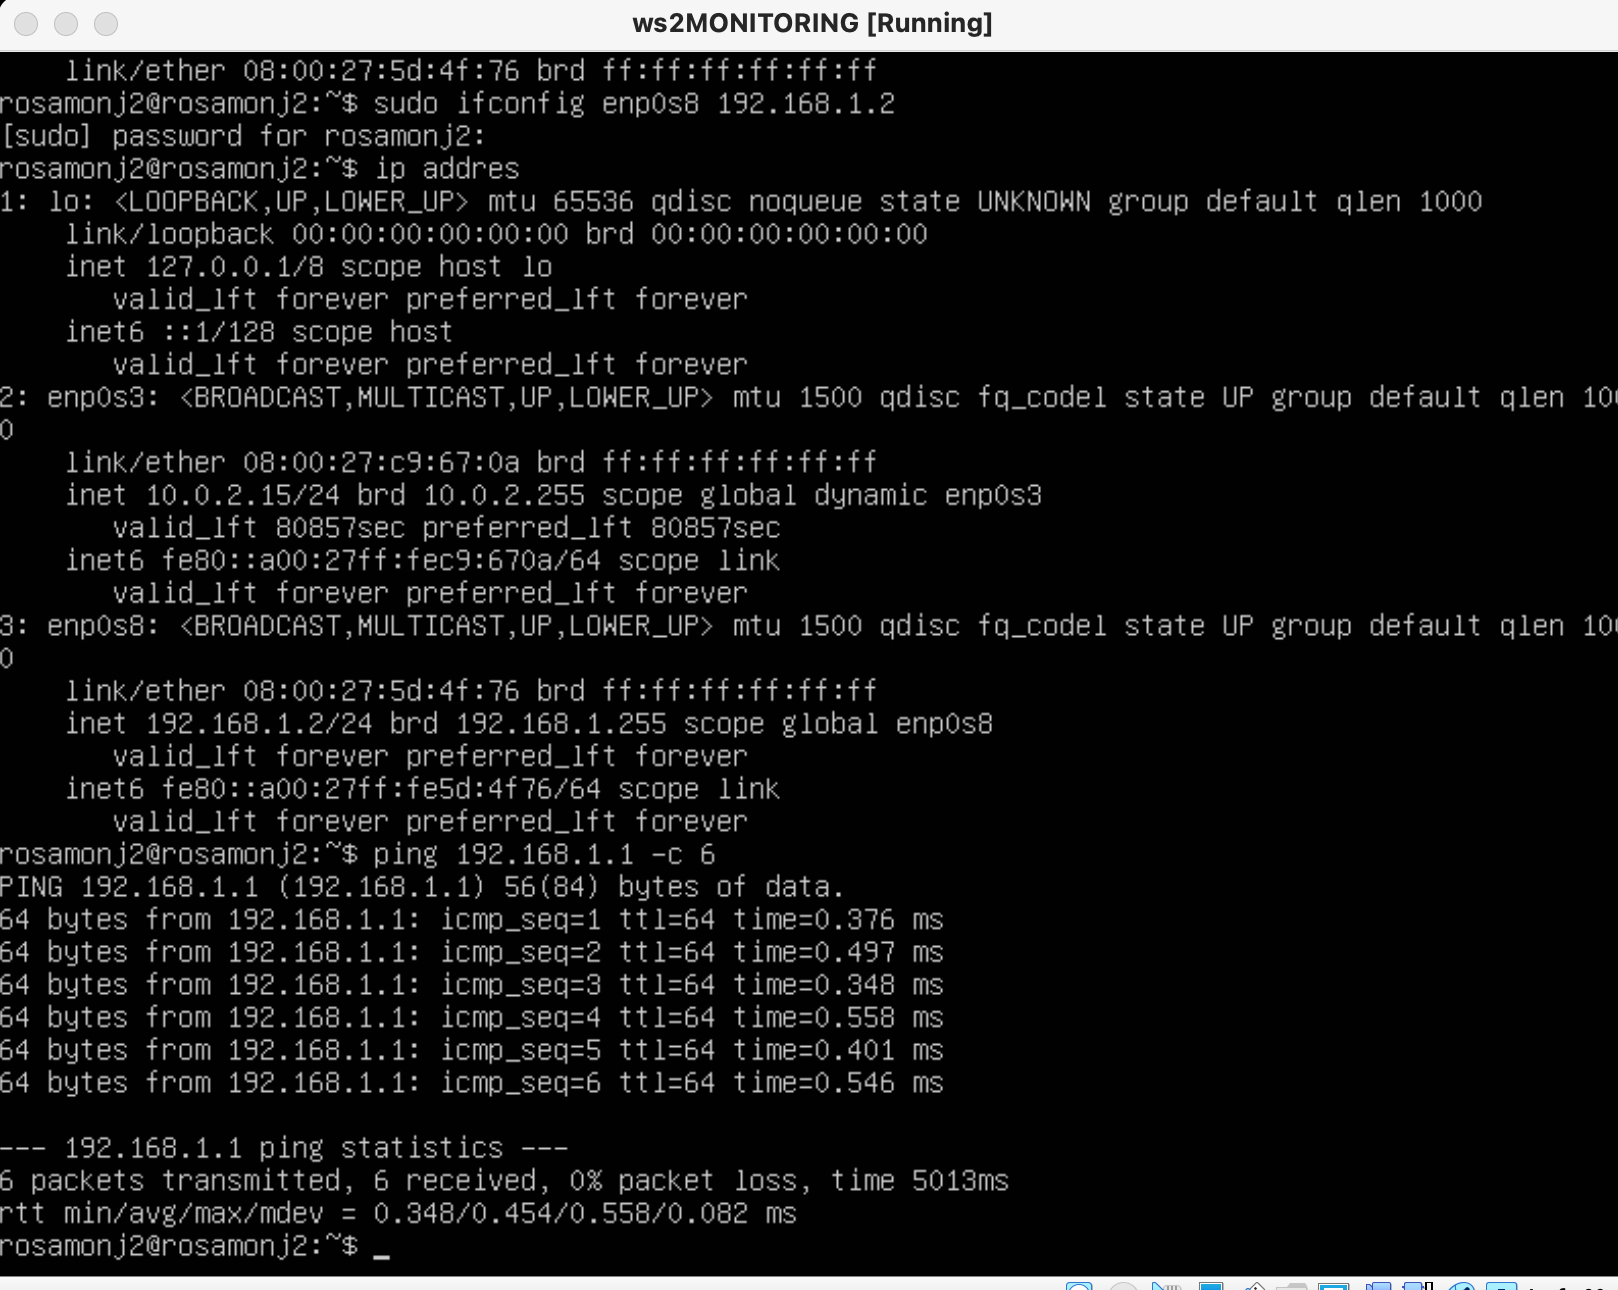 ws2MONITORING [Running]
link/ether 08:00:27:5d:4f:76 brd ff:ff:ff:ff:ff:ff
rosamonj2@rosamonj2:~$ sudo ifconfig enp0s8 192.168.1.2
[sudo] password for rosamonj2:
rosamonj2@rosamonj2:~$ ip addres
1: lo: <LOOPBACK,UP,LOWER_UP> mtu 65536 qdisc noqueue state UNKNOWN group default qlen 1000
link/loopback 00:00:00:00:00:00 brd 00:00:00:00:00:00
inet 127.0.0.1/8 scope host lo
valid_lft forever preferred_lft forever
inet6 ::1/128 scope host
valid_lft forever preferred_lft forever
2: enp0s3: <BROADCAST,MULTICAST,UP,LOWER_UP> mtu 1500 qdisc fq_codel state UP group default qlen 100
0
link/ether 08:00:27:c9:67:0a brd ff:ff:ff:ff:ff:ff
inet 10.0.2.15/24 brd 10.0.2.255 scope global dynamic enp0s3
valid_lft 80857sec preferred_lft 80857sec
inet6 fe80::a00:27ff:fec9:670a/64 scope link
valid_lft forever preferred_lft forever
3: enp0s8: <BROADCAST,MULTICAST,UP,LOWER_UP> mtu 1500 qdisc fq_codel state UP group default qlen 100
0
link/ether 08:00:27:5d:4f:76 brd ff:ff:ff:ff:ff:ff
inet 192.168.1.2/24 brd 192.168.1.255 scope global enp0s8
valid_lft forever preferred_lft forever
inet6 fe80::a00:27ff:fe5d:4f76/64 scope link
valid_lft forever preferred_lft forever
rosamonj2@rosamonj2:~$ ping 192.168.1.1 -c 6
PING 192.168.1.1 (192.168.1.1) 56(84) bytes of data.
64 bytes from 192.168.1.1: icmp_seq=1 ttl=64 time=0.376 ms
64 bytes from 192.168.1.1: icmp_seq=2 ttl=64 time=0.497 ms
64 bytes from 192.168.1.1: icmp_seq=3 ttl=64 time=0.348 ms
64 bytes from 192.168.1.1: icmp_seq=4 ttl=64 time=0.558 ms
64 bytes from 192.168.1.1: icmp_seq=5 ttl=64 time=0.401 ms
64 bytes from 192.168.1.1: icmp_seq=6 ttl=64 time=0.546 ms
--- 192.168.1.1 ping statistics ---
6 packets transmitted, 6 received, 0% packet loss, time 5013ms
rtt min/avg/max/mdev = 0.348/0.454/0.558/0.082 ms
rosamonj2@rosamonj2:~$ _